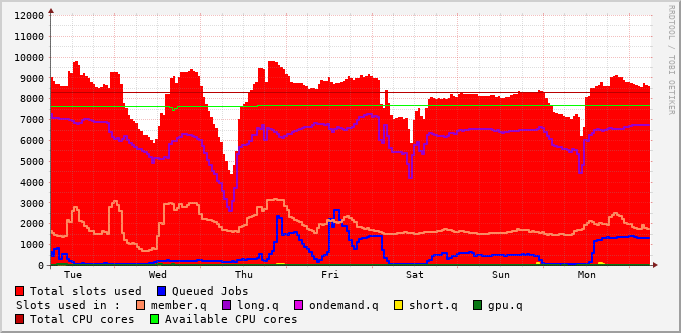 RRDTOOL / TOBI OETIKER
12000
11000
10000
9000
8000
7000
6000
5000
4000
3000
2000
1000
0
Tue Wed Thu Fri Sat Sun Mon
Total slots used Queued Jobs
Slots used in : member.q long.q ondemand.q short.q gpu.q
Total CPU cores Available CPU cores